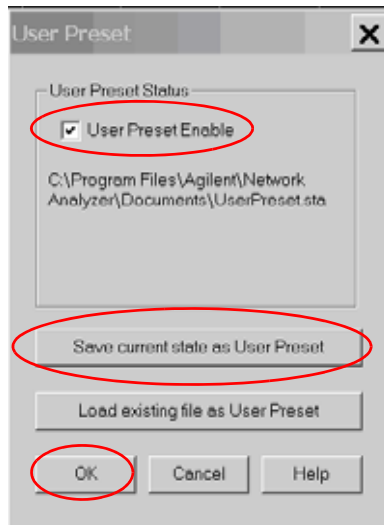 User Preset
User Preset Status
User Preset Enable
C:\Program Files\Agilent\Network
Analyzer\Documents\UserPreset.sta
Save current state as User Preset
Load existing file as User Preset
OK
Cancel
Help